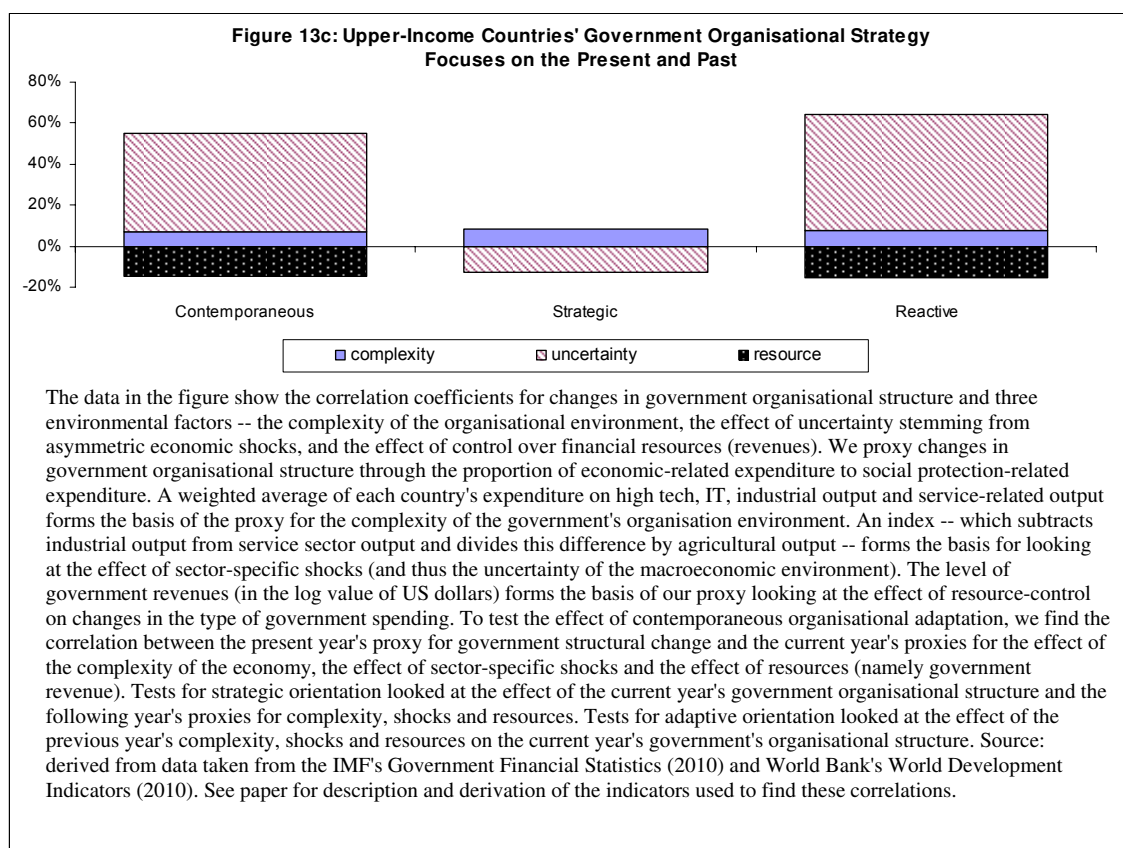 Figure 13c: Upper-Income Countries' Government Organisational Strategy
Focuses on the Present and Past
80%
60%
40%
20%
0%
-20%
Contemporaneous Strategic Reactive
complexity uncertainty resource
The data in the figure show the correlation coefficients for changes in government organisational structure and three
environmental factors -- the complexity of the organisational environment, the effect of uncertainty stemming from
asymmetric economic shocks, and the effect of control over financial resources (revenues). We proxy changes in
government organisational structure through the proportion of economic-related expenditure to social protection-related
expenditure. A weighted average of each country's expenditure on high tech, IT, industrial output and service-related output
forms the basis of the proxy for the complexity of the government's organisation environment. An index -- which subtracts
industrial output from service sector output and divides this difference by agricultural output -- forms the basis for looking
at the effect of sector-specific shocks (and thus the uncertainty of the macroeconomic environment). The level of
government revenues (in the log value of US dollars) forms the basis of our proxy looking at the effect of resource-control
on changes in the type of government spending. To test the effect of contemporaneous organisational adaptation, we find the
correlation between the present year's proxy for government structural change and the current year's proxies for the effect of
the complexity of the economy, the effect of sector-specific shocks and the effect of resources (namely government
revenue). Tests for strategic orientation looked at the effect of the current year's government organisational structure and the
following year's proxies for complexity, shocks and resources. Tests for adaptive orientation looked at the effect of the
previous year's complexity, shocks and resources on the current year's government's organisational structure. Source:
derived from data taken from the IMF's Government Financial Statistics (2010) and World Bank's World Development
Indicators (2010). See paper for description and derivation of the indicators used to find these correlations.